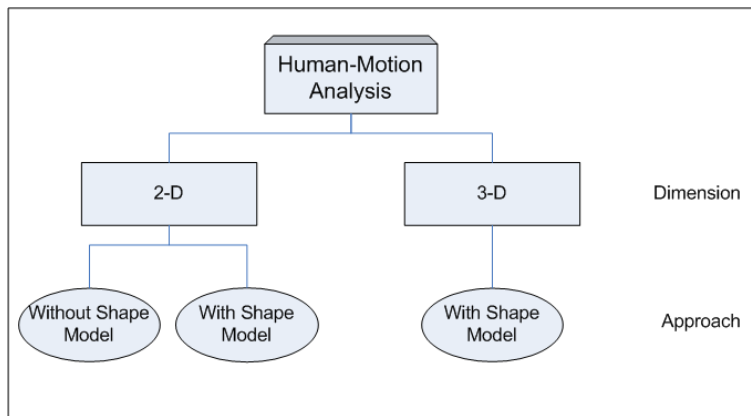 Human-Motion
Analysis
2-D
3-D
Dimension
Without Shape
Model
With Shape
Model
With Shape
Model
Approach